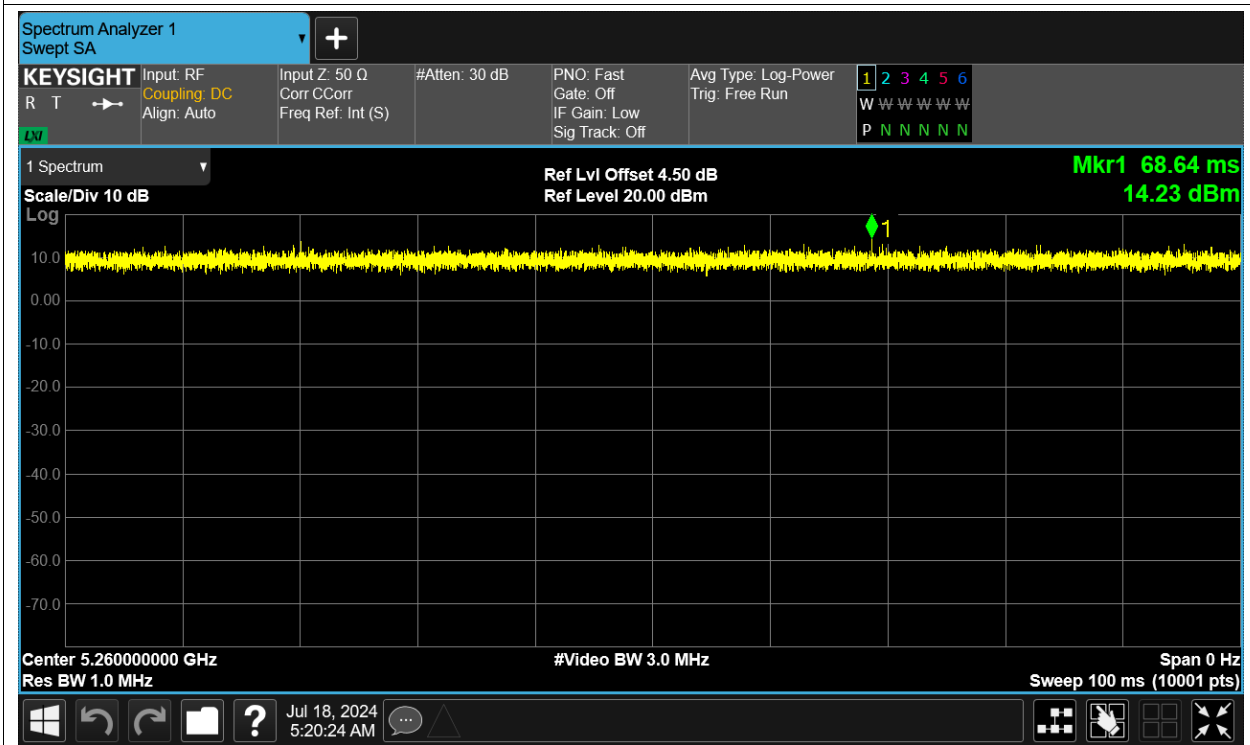 Spectrum Analyzer 1
Swept SA
KEYSIGHT
R T
LXI
Input: RF
Coupling: DC
Align: Auto
Input Z: 50 Ω
Corr CCorr
Freq Ref: Int (S)
#Atten: 30 dB
PNO: Fast
Gate: Off
IF Gain: Low
Sig Track: Off
Avg Type: Log-Power
Trig: Free Run
1 2 3 4 5 6
W W W W W W
P N N N N N
1 Spectrum
Scale/Div 10 dB
Log
Ref Lvl Offset 4.50 dB
Ref Level 20.00 dBm
Mkr1 68.64 ms
14.23 dBm
1
10.0
0.00
-10.0
-20.0
-30.0
-40.0
-50.0
-60.0
-70.0
Center 5.260000000 GHz
Res BW 1.0 MHz
#Video BW 3.0 MHz
Span 0 Hz
Sweep 100 ms (10001 pts)
?
Jul 18, 2024
5:20:24 AM